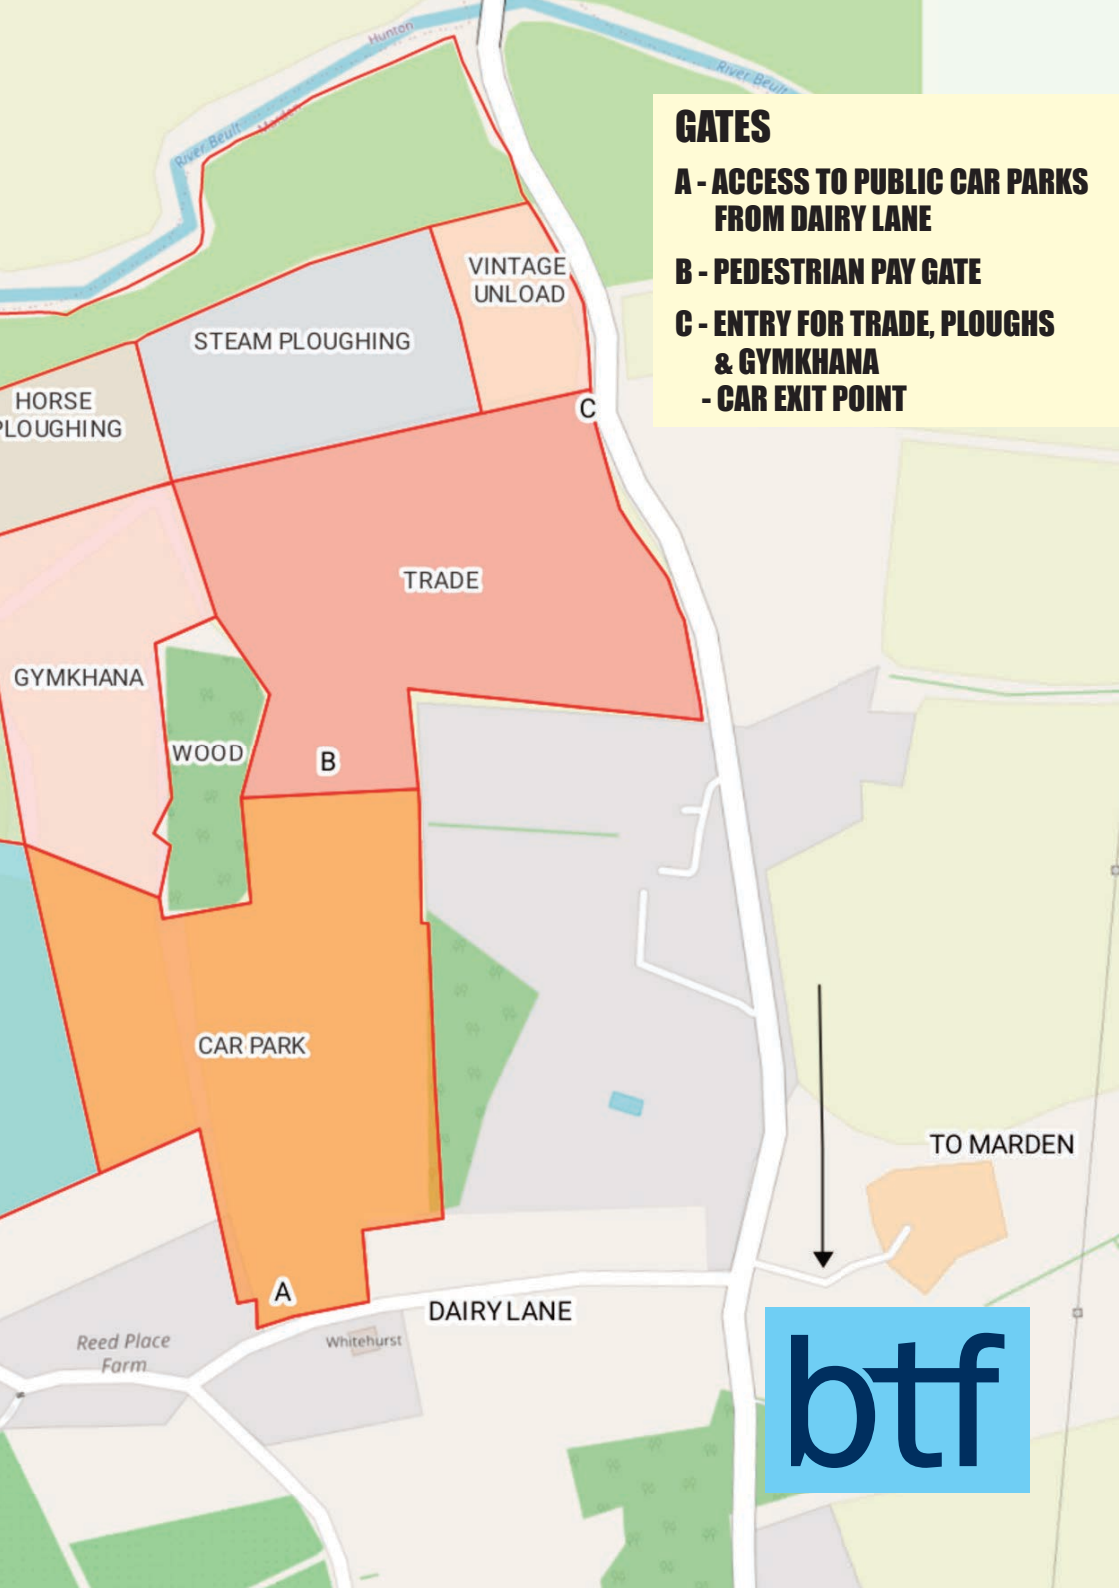 Hunton
River Beult
River Beult
Marden
GATES
A - ACCESS TO PUBLIC CAR PARKS
FROM DAIRY LANE
B - PEDESTRIAN PAY GATE
C - ENTRY FOR TRADE, PLOUGHS
& GYMKHANA
- CAR EXIT POINT
VINTAGE
UNLOAD
STEAM PLOUGHING
HORSE
PLOUGHING
C
TRADE
GYMKHANA
WOOD
B
CAR PARK
TO MARDEN
A
DAIRY LANE
Reed Place
Farm
Whitehurst
btf